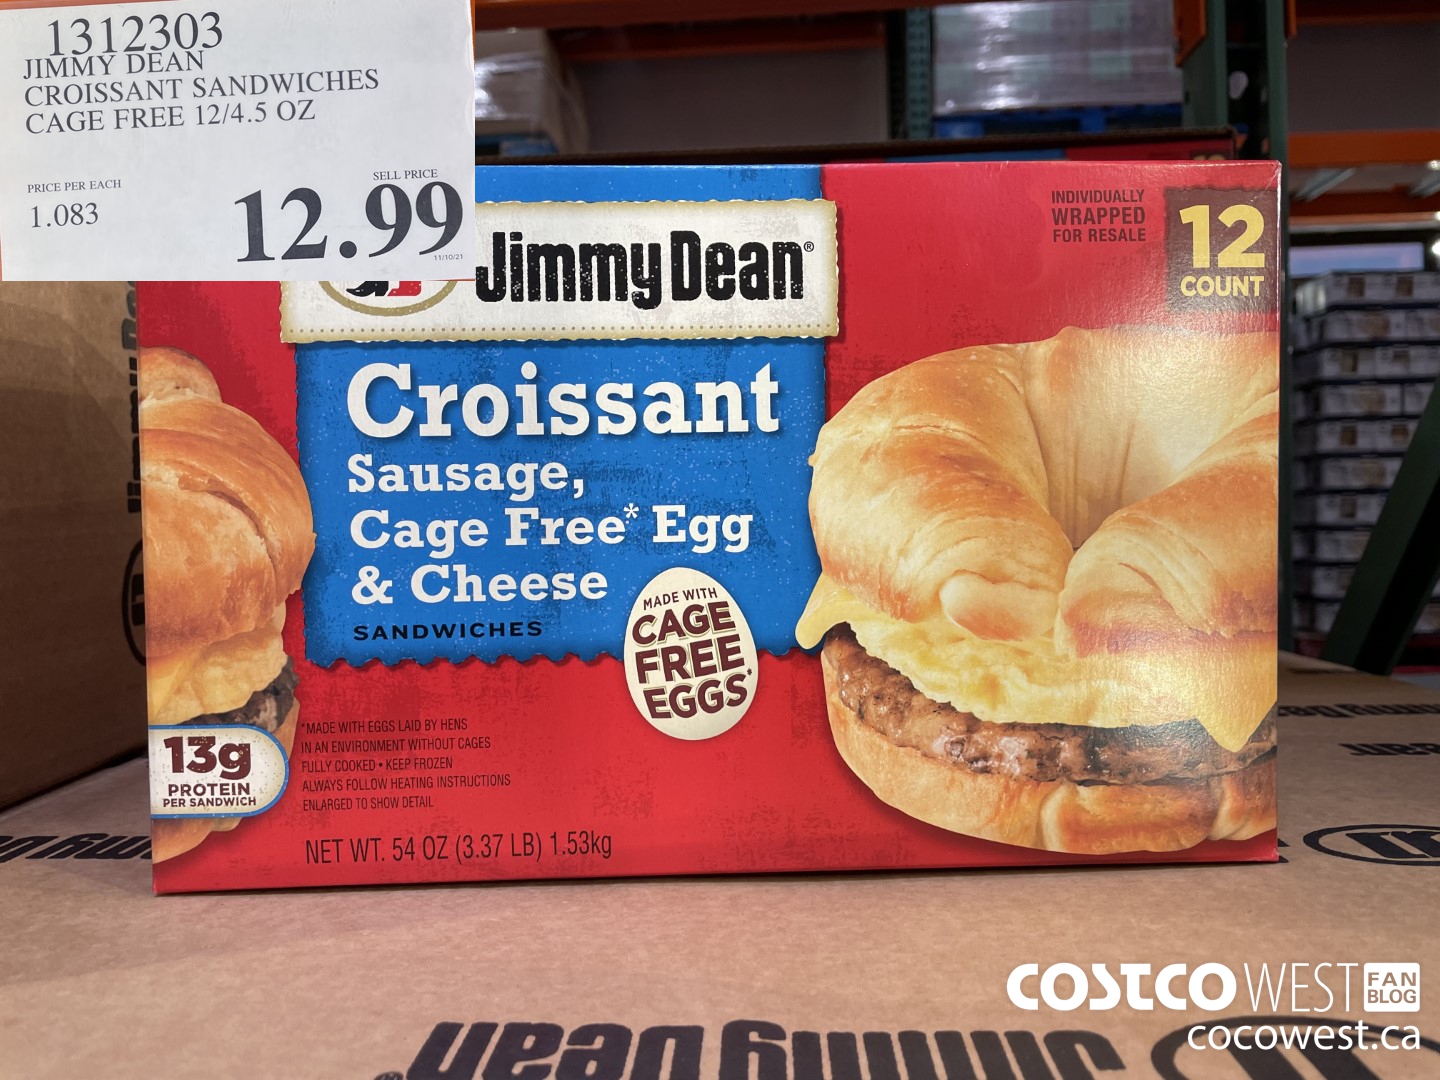 1312303
JIMMY DEAN
CROISSANT SANDWICHES
CAGE FREE 12/4.5 OZ
PRICE PER EACH
1.083
SELL PRICE
12.99
11/10/21
Jimmy Dean®
INDIVIDUALLY
WRAPPED
FOR RESALE
12
COUNT
Croissant
Sausage,
Cage Free* Egg
& Cheese
SANDWICHES
MADE WITH
CAGE
FREE
EGGS*
13g
PROTEIN
PER SANDWICH
*MADE WITH EGGS LAID BY HENS
IN AN ENVIRONMENT WITHOUT CAGES
FULLY COOKED • KEEP FROZEN
ALWAYS FOLLOW HEATING INSTRUCTIONS
ENLARGED TO SHOW DETAIL
NET WT. 54 OZ (3.37 LB) 1.53kg
Jimmy Dean®
COSTCO WEST FAN
BLOG
cocowest.ca